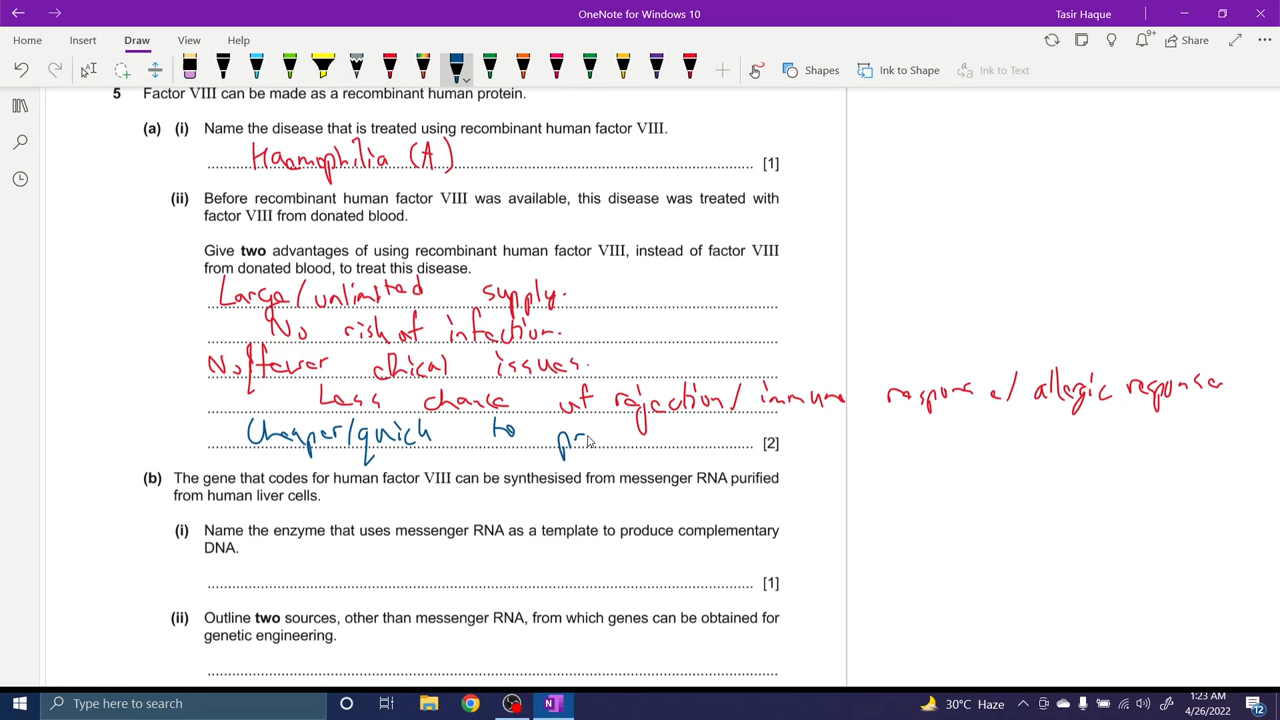 OneNote for Windows 10
Tasir Haque
Home Insert Draw View Help
9+
Share
Shapes
Ink to Shape
Ink to Text
5 Factor VIII can be made as a recombinant human protein.
(a) (i) Name the disease that is treated using recombinant human factor VIII.
Haemophilia (A) [1]
(ii) Before recombinant human factor VIII was available, this disease was treated with
factor VIII from donated blood.
Give two advantages of using recombinant human factor VIII, instead of factor VIII
from donated blood, to treat this disease.
Large/unlimited supply.
No risk of infection.
No/fewer ethical issues.
Less chance of rejection/ immune response/ allergic response
Cheaper/quick to pr [2]
(b) The gene that codes for human factor VIII can be synthesised from messenger RNA purified
from human liver cells.
(i) Name the enzyme that uses messenger RNA as a template to produce complementary
DNA.
[1]
(ii) Outline two sources, other than messenger RNA, from which genes can be obtained for
genetic engineering.
Type here to search
30°C Haze
1:23 AM
4/26/2022
12